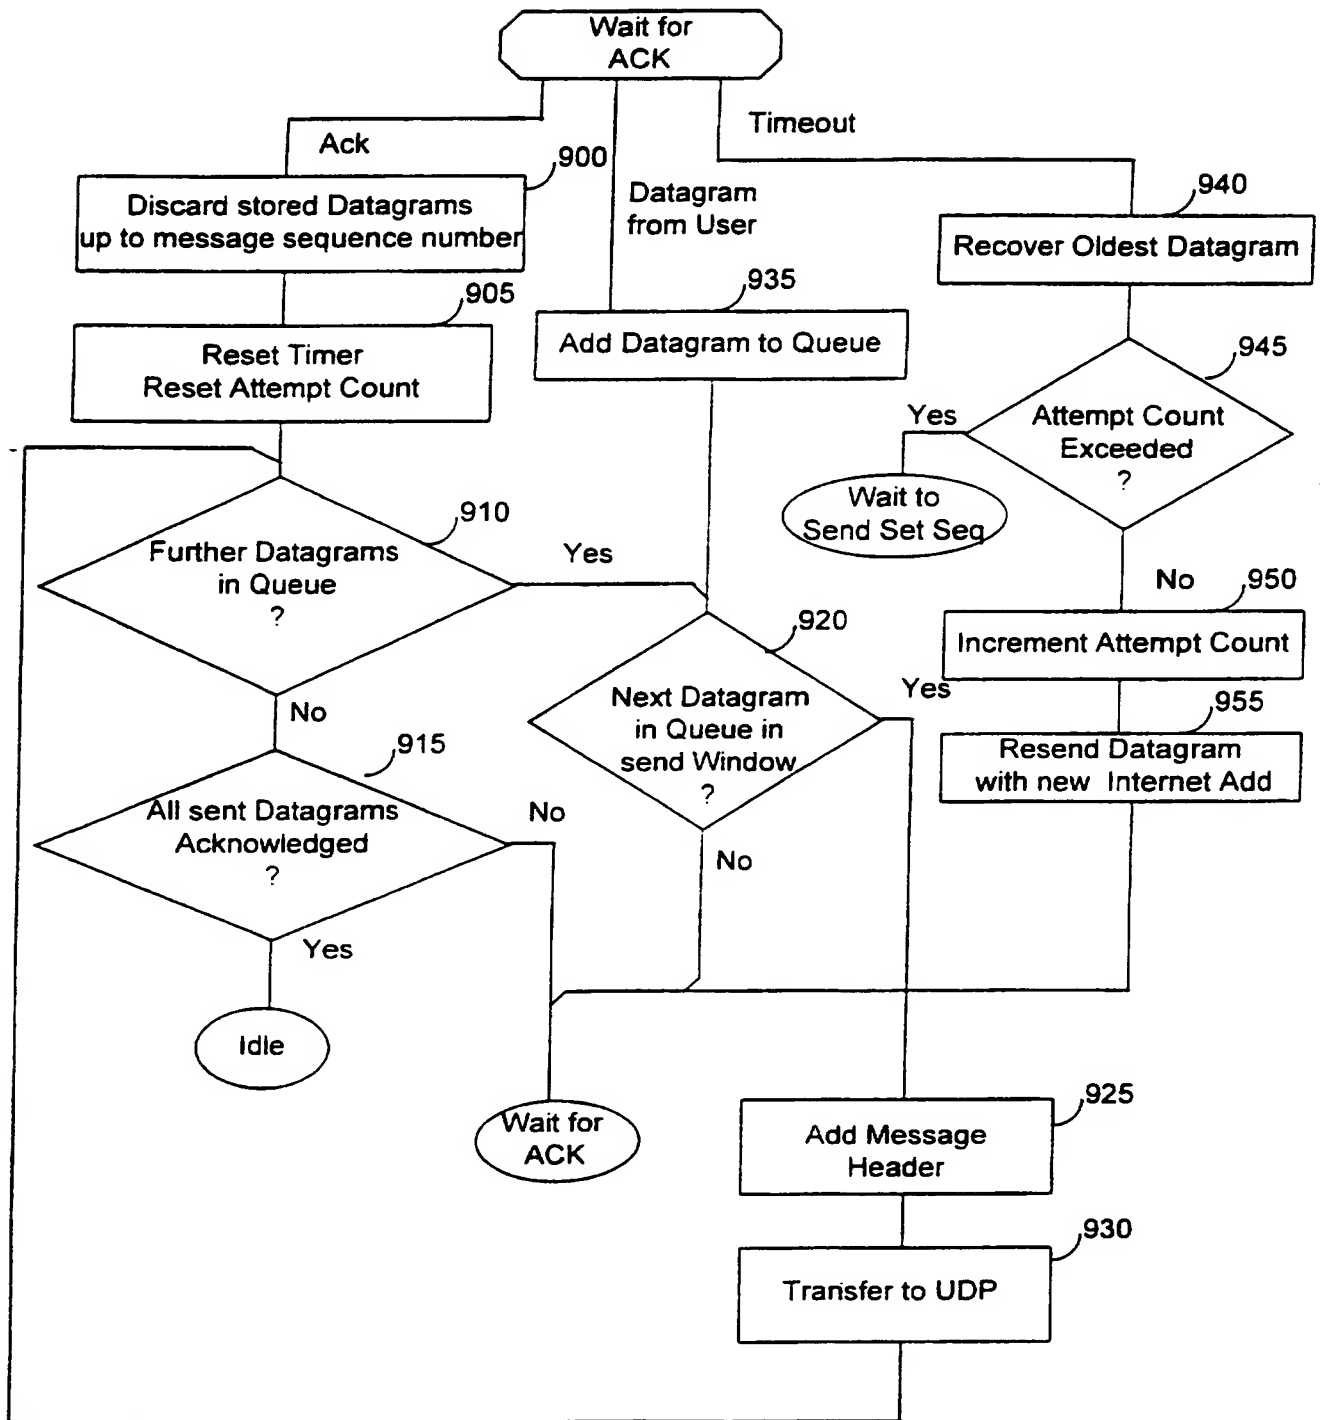 Wait for
ACK
Ack
Timeout
Datagram
from User
900
Discard stored Datagrams
up to message sequence number
940
Recover Oldest Datagram
905
Reset Timer
Reset Attempt Count
935
Add Datagram to Queue
945
Attempt Count
Exceeded
?
Yes
Wait to
Send Set Seq
910
Further Datagrams
in Queue
?
Yes
No
No
950
Increment Attempt Count
920
Next Datagram
in Queue in
send Window
?
Yes
No
955
Resend Datagram
with new Internet Add
915
All sent Datagrams
Acknowledged
?
No
Yes
Idle
Wait for
ACK
925
Add Message
Header
930
Transfer to UDP